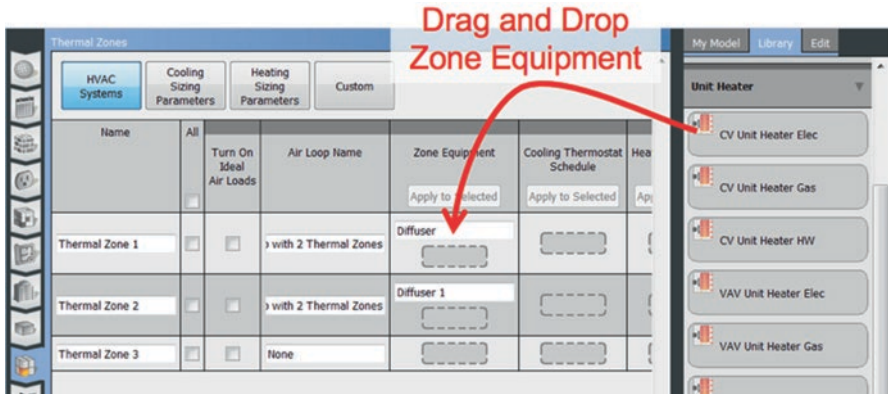 Drag and Drop
Zone Equipment
Thermal Zones
HVAC
Systems
Cooling
Sizing
Parameters
Heating
Sizing
Parameters
Custom
Name
All
Turn On
Ideal
Air Loads
Air Loop Name
Zone Equipment
Apply to Selected
Cooling Thermostat
Schedule
Apply to Selected
Hea
Ap
Thermal Zone 1
with 2 Thermal Zones
Diffuser
Thermal Zone 2
with 2 Thermal Zones
Diffuser 1
Thermal Zone 3
None
My Model
Library
Edit
Unit Heater
CV Unit Heater Elec
CV Unit Heater Gas
CV Unit Heater HW
VAV Unit Heater Elec
VAV Unit Heater Gas